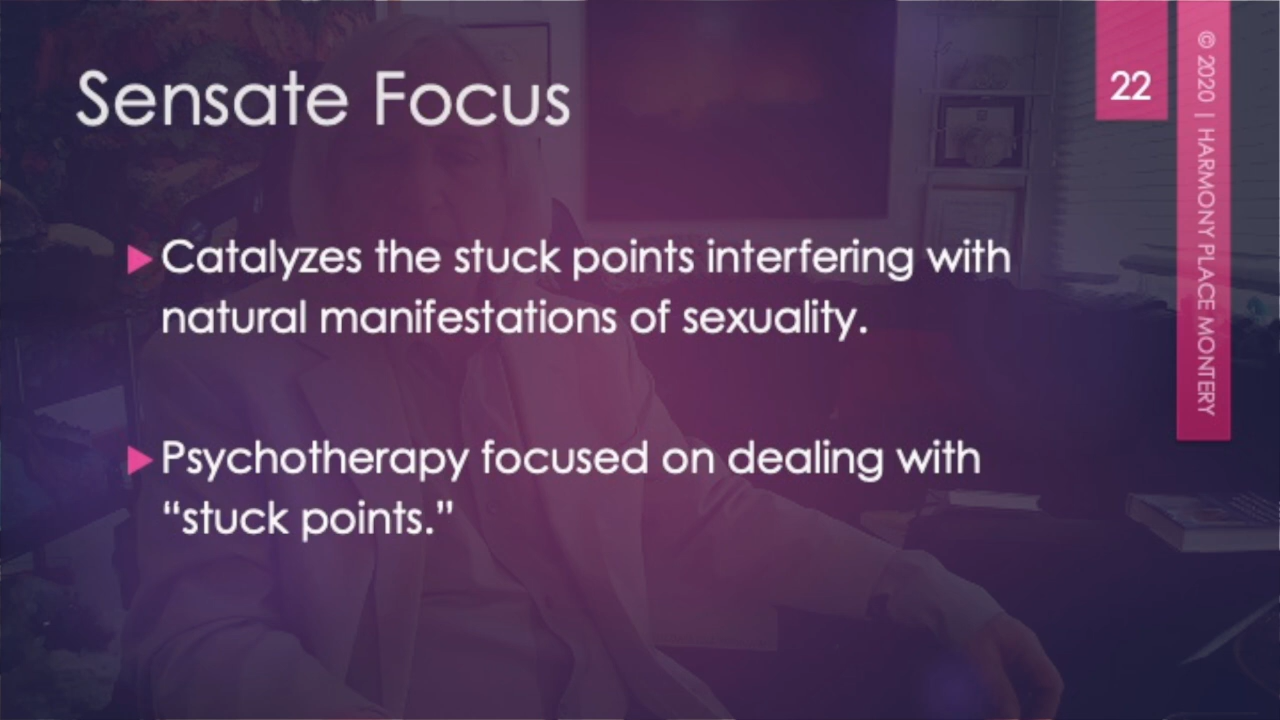 Sensate Focus
22
© 2020 | HARMONY PLACE MONTERY
▶Catalyzes the stuck points interfering with
natural manifestations of sexuality.
▶Psychotherapy focused on dealing with
“stuck points.”